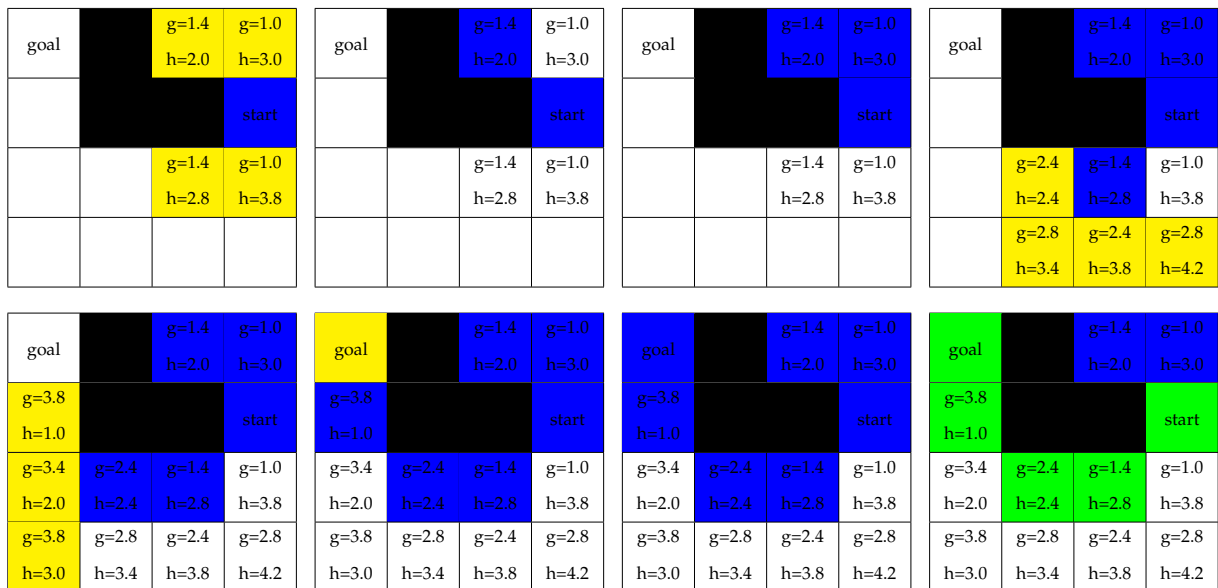 goal g=1.4 g=1.0
h=2.0 h=3.0
start
g=1.4 g=1.0
h=2.8 h=3.8
goal g=1.4 g=1.0
h=2.0 h=3.0
start
g=1.4 g=1.0
h=2.8 h=3.8
goal g=1.4 g=1.0
h=2.0 h=3.0
start
g=1.4 g=1.0
h=2.8 h=3.8
goal g=1.4 g=1.0
h=2.0 h=3.0
start
g=2.4 g=1.4 g=1.0
h=2.4 h=2.8 h=3.8
g=2.8 g=2.4 g=2.8
h=3.4 h=3.8 h=4.2
goal g=1.4 g=1.0
h=2.0 h=3.0
g=3.8
h=1.0
start
g=3.4 g=2.4 g=1.4 g=1.0
h=2.0 h=2.4 h=2.8 h=3.8
g=3.8 g=2.8 g=2.4 g=2.8
h=3.0 h=3.4 h=3.8 h=4.2
goal g=1.4 g=1.0
h=2.0 h=3.0
g=3.8
h=1.0
start
g=3.4 g=2.4 g=1.4 g=1.0
h=2.0 h=2.4 h=2.8 h=3.8
g=3.8 g=2.8 g=2.4 g=2.8
h=3.0 h=3.4 h=3.8 h=4.2
goal g=1.4 g=1.0
h=2.0 h=3.0
g=3.8
h=1.0
start
g=3.4 g=2.4 g=1.4 g=1.0
h=2.0 h=2.4 h=2.8 h=3.8
g=3.8 g=2.8 g=2.4 g=2.8
h=3.0 h=3.4 h=3.8 h=4.2
goal g=1.4 g=1.0
h=2.0 h=3.0
g=3.8
h=1.0
start
g=3.4 g=2.4 g=1.4 g=1.0
h=2.0 h=2.4 h=2.8 h=3.8
g=3.8 g=2.8 g=2.4 g=2.8
h=3.0 h=3.4 h=3.8 h=4.2